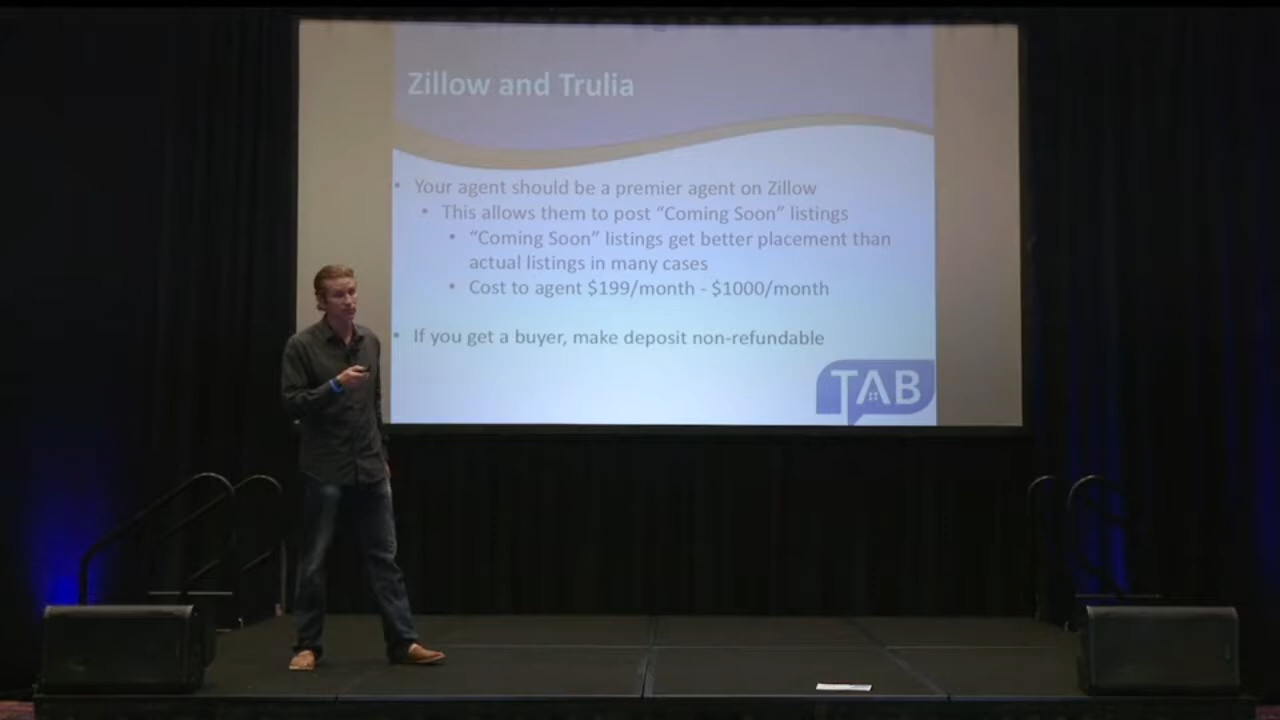 Zillow and Trulia
• Your agent should be a premier agent on Zillow
• This allows them to post “Coming Soon” listings
• “Coming Soon” listings get better placement than
actual listings in many cases
• Cost to agent $199/month - $1000/month
• If you get a buyer, make deposit non-refundable
TAB